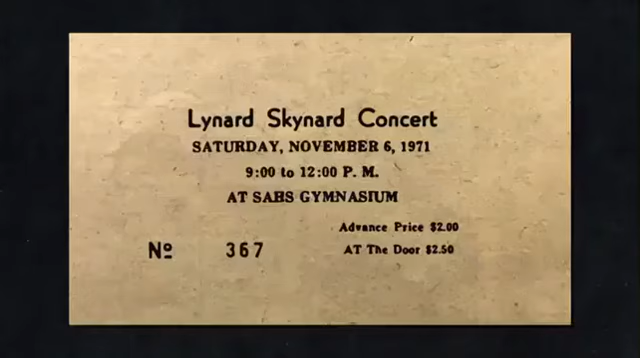 Lynard Skynard Concert
SATURDAY, NOVEMBER 6, 1971
9:00 to 12:00 P. M.
AT SAHS GYMNASIUM
Advance Price $2.00
Nº 367 AT The Door $2.50